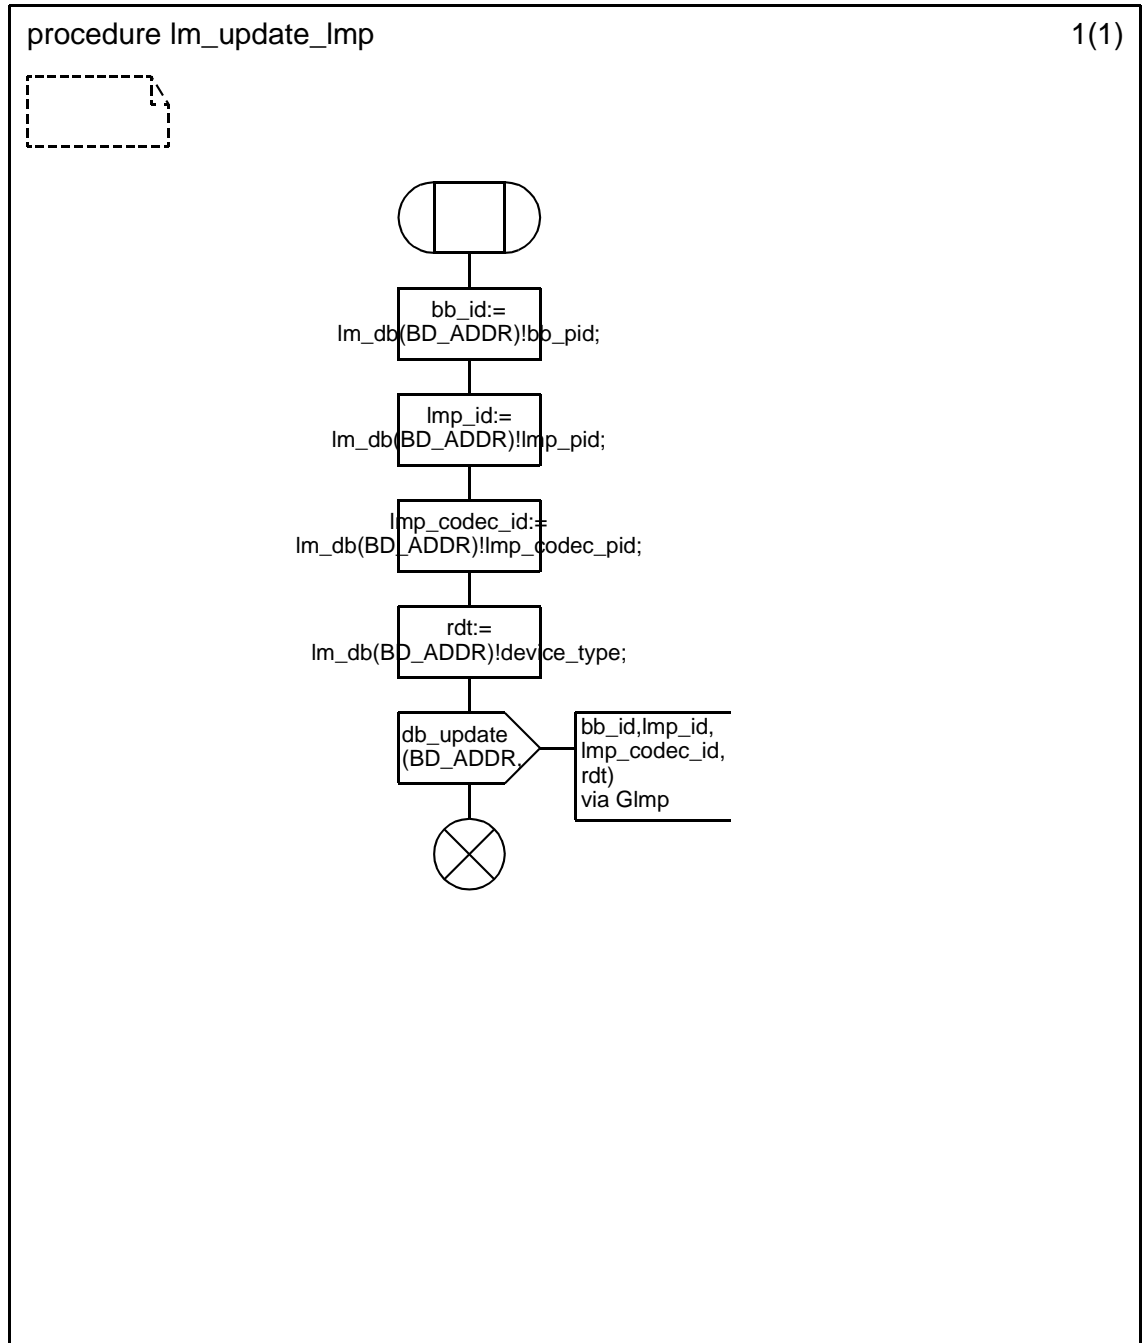 procedure lm_update_lmp
1(1)
bb_id:=
lm_db(BD_ADDR)!bb_pid;
lmp_id:=
lm_db(BD_ADDR)!lmp_pid;
lmp_codec_id:=
lm_db(BD_ADDR)!lmp_codec_pid;
rdt:=
lm_db(BD_ADDR)!device_type;
db_update
(BD_ADDR,
bb_id,lmp_id,
lmp_codec_id,
rdt)
via Glmp